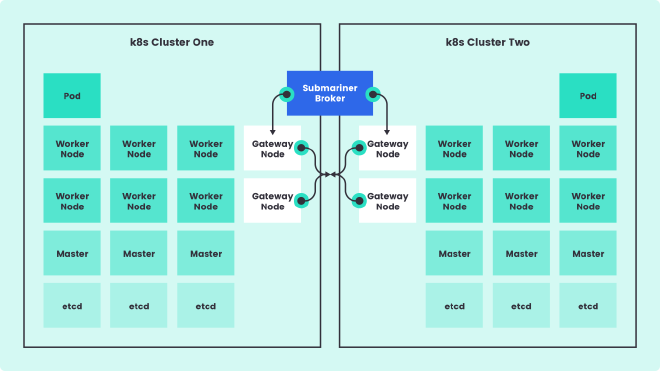 k8s Cluster One
k8s Cluster Two
Submariner
Broker
Pod
Pod
Worker
Node
Worker
Node
Worker
Node
Gateway
Node
Gateway
Node
Worker
Node
Worker
Node
Worker
Node
Worker
Node
Worker
Node
Worker
Node
Gateway
Node
Gateway
Node
Worker
Node
Worker
Node
Worker
Node
Master
Master
Master
Master
Master
Master
etcd
etcd
etcd
etcd
etcd
etcd